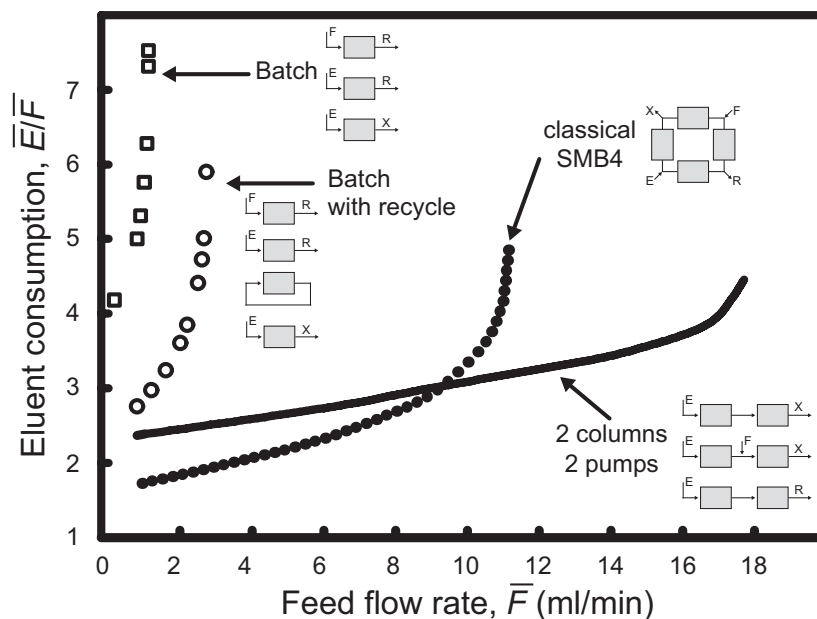 Eluent consumption, E̅/F̅
7
6
5
4
3
2
1
0
2
4
6
8
10
12
14
16
18
Feed flow rate, F̅ (ml/min)
Batch
F
R
E
R
E
X
Batch
with recycle
F
R
E
R
E
X
classical
SMB4
X
F
E
R
2 columns
2 pumps
E
X
E
F
X
E
R